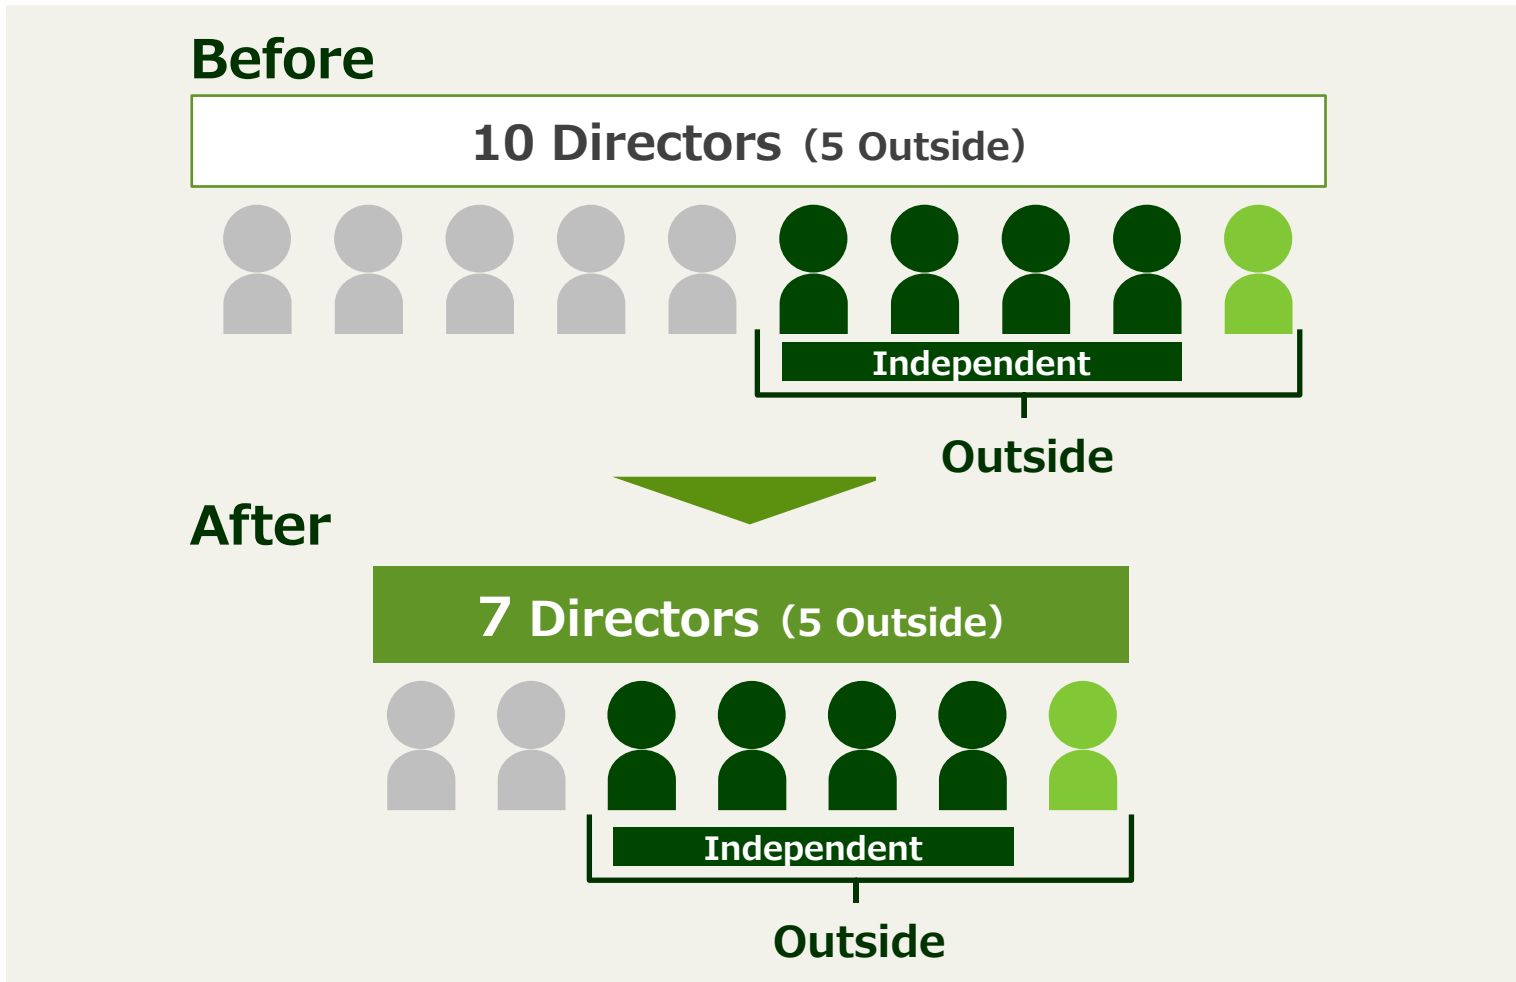 Before
10 Directors（5 Outside）
Independent
Outside
After
7 Directors（5 Outside）
Independent
Outside